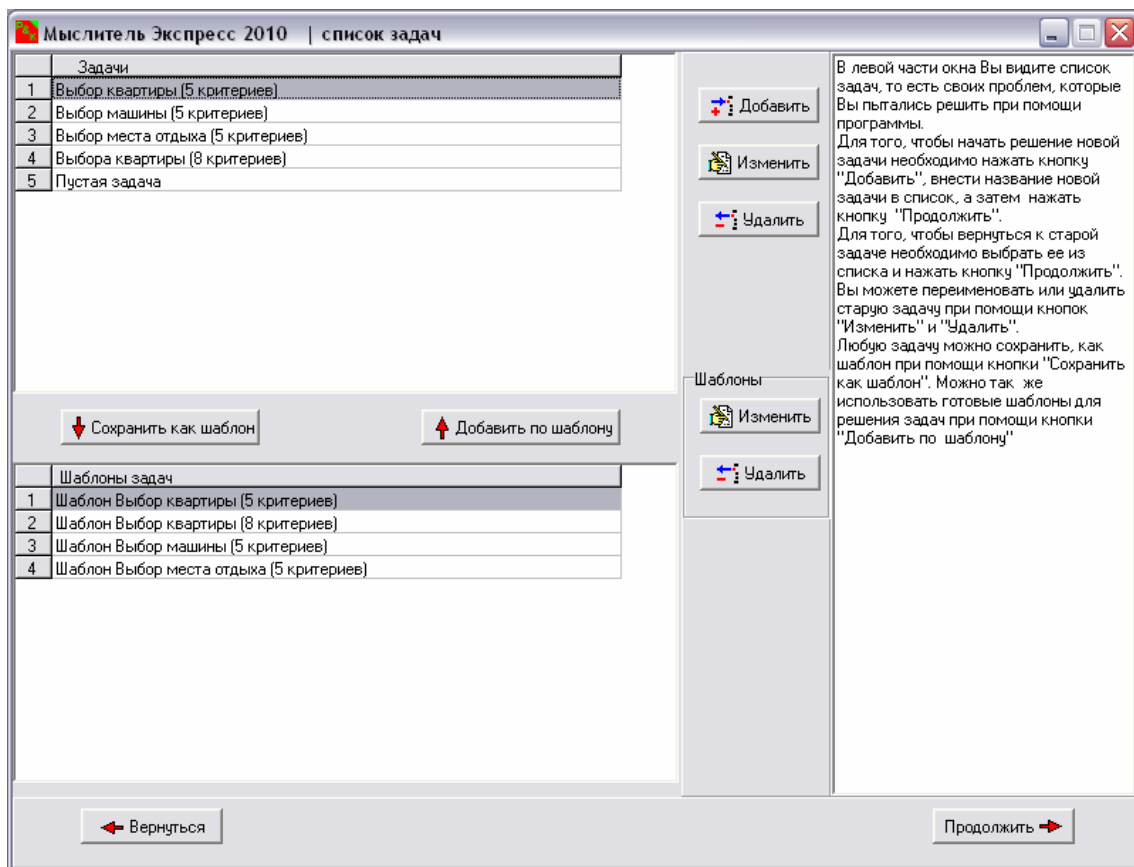 Мыслитель Экспресс 2010 | список задач
Задачи
1 Выбор квартиры (5 критериев)
2 Выбор машины (5 критериев)
3 Выбор места отдыха (5 критериев)
4 Выбора квартиры (8 критериев)
5 Пустая задача
Добавить
Изменить
Удалить
Сохранить как шаблон
Добавить по шаблону
Шаблоны
Изменить
Удалить
Шаблоны задач
1 Шаблон Выбор квартиры (5 критериев)
2 Шаблон Выбор квартиры (8 критериев)
3 Шаблон Выбор машины (5 критериев)
4 Шаблон Выбор места отдыха (5 критериев)
В левой части окна Вы видите список
задач, то есть своих проблем, которые
Вы пытались решить при помощи
программы.
Для того, чтобы начать решение новой
задачи необходимо нажать кнопку
"Добавить", внести название новой
задачи в список, а затем нажать
кнопку "Продолжить".
Для того, чтобы вернуться к старой
задаче необходимо выбрать ее из
списка и нажать кнопку "Продолжить".
Вы можете переименовать или удалить
старую задачу при помощи кнопок
"Изменить" и "Удалить".
Любую задачу можно сохранить, как
шаблон при помощи кнопки "Сохранить
как шаблон". Можно так же
использовать готовые шаблоны для
решения задач при помощи кнопки
"Добавить по шаблону"
Вернуться
Продолжить